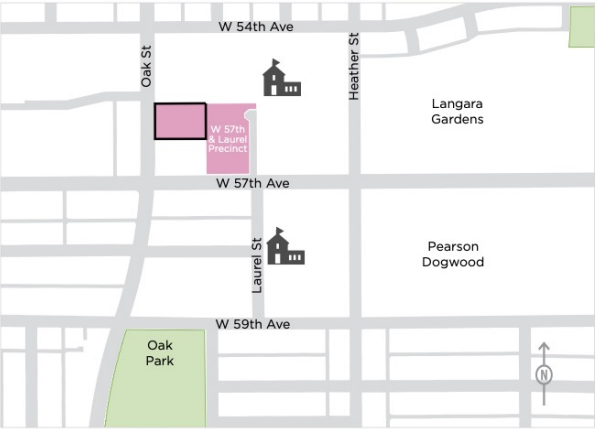 W 54th Ave
Oak St
Heather St
Langara
Gardens
W 57th
& Laurel
Precinct
W 57th Ave
Laurel St
Pearson
Dogwood
W 59th Ave
Oak
Park
N